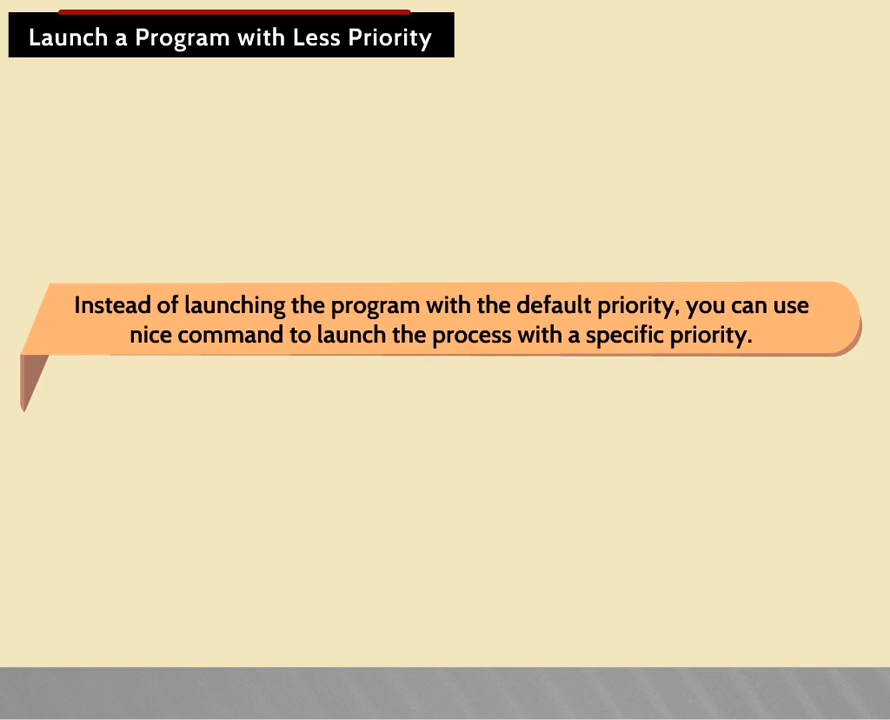 Launch a Program with Less Priority
Instead of launching the program with the default priority, you can use
nice command to launch the process with a specific priority.